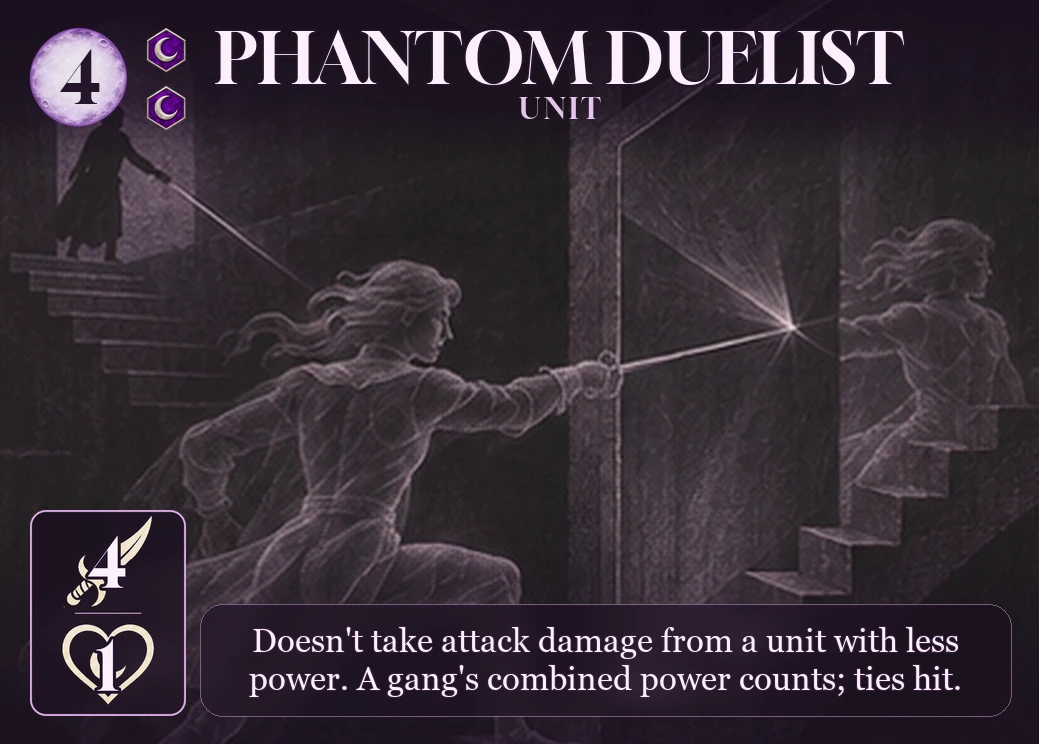 4
PHANTOM DUELIST
UNIT
4
1
Doesn't take attack damage from a unit with less
power. A gang's combined power counts; ties hit.